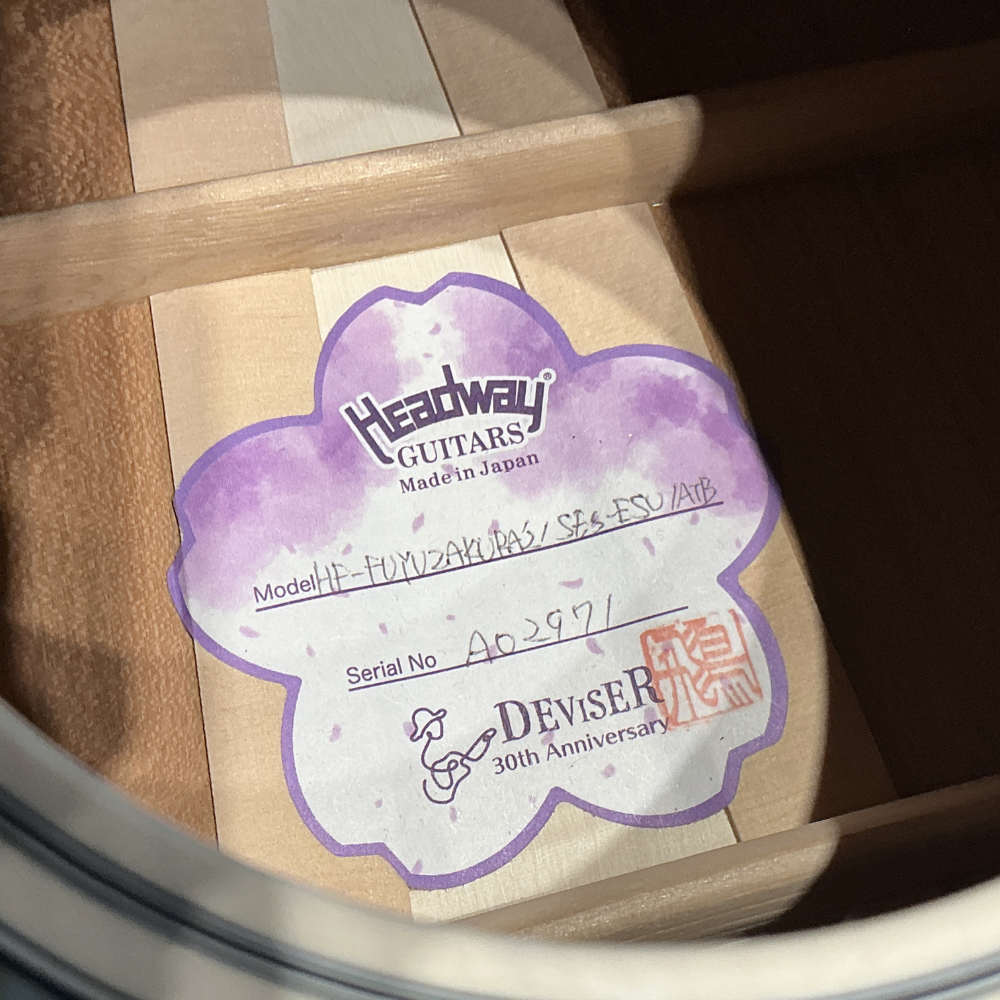 Headway®
GUITARS
Made in Japan
Model HF-FUYUZAKURA'S/SES-ESU/ATB
Serial No A02971
DEVISER
30th Anniversary